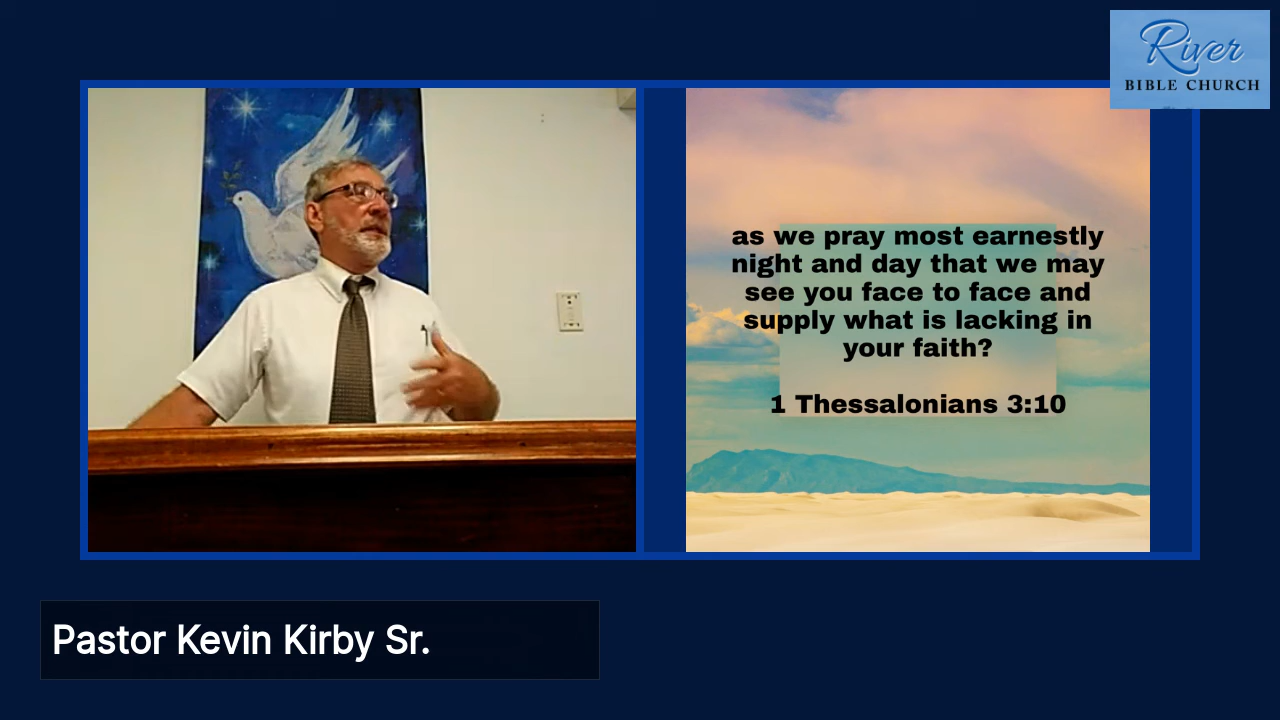 River
BIBLE CHURCH
as we pray most earnestly
night and day that we may
see you face to face and
supply what is lacking in
your faith?
1 Thessalonians 3:10
Pastor Kevin Kirby Sr.